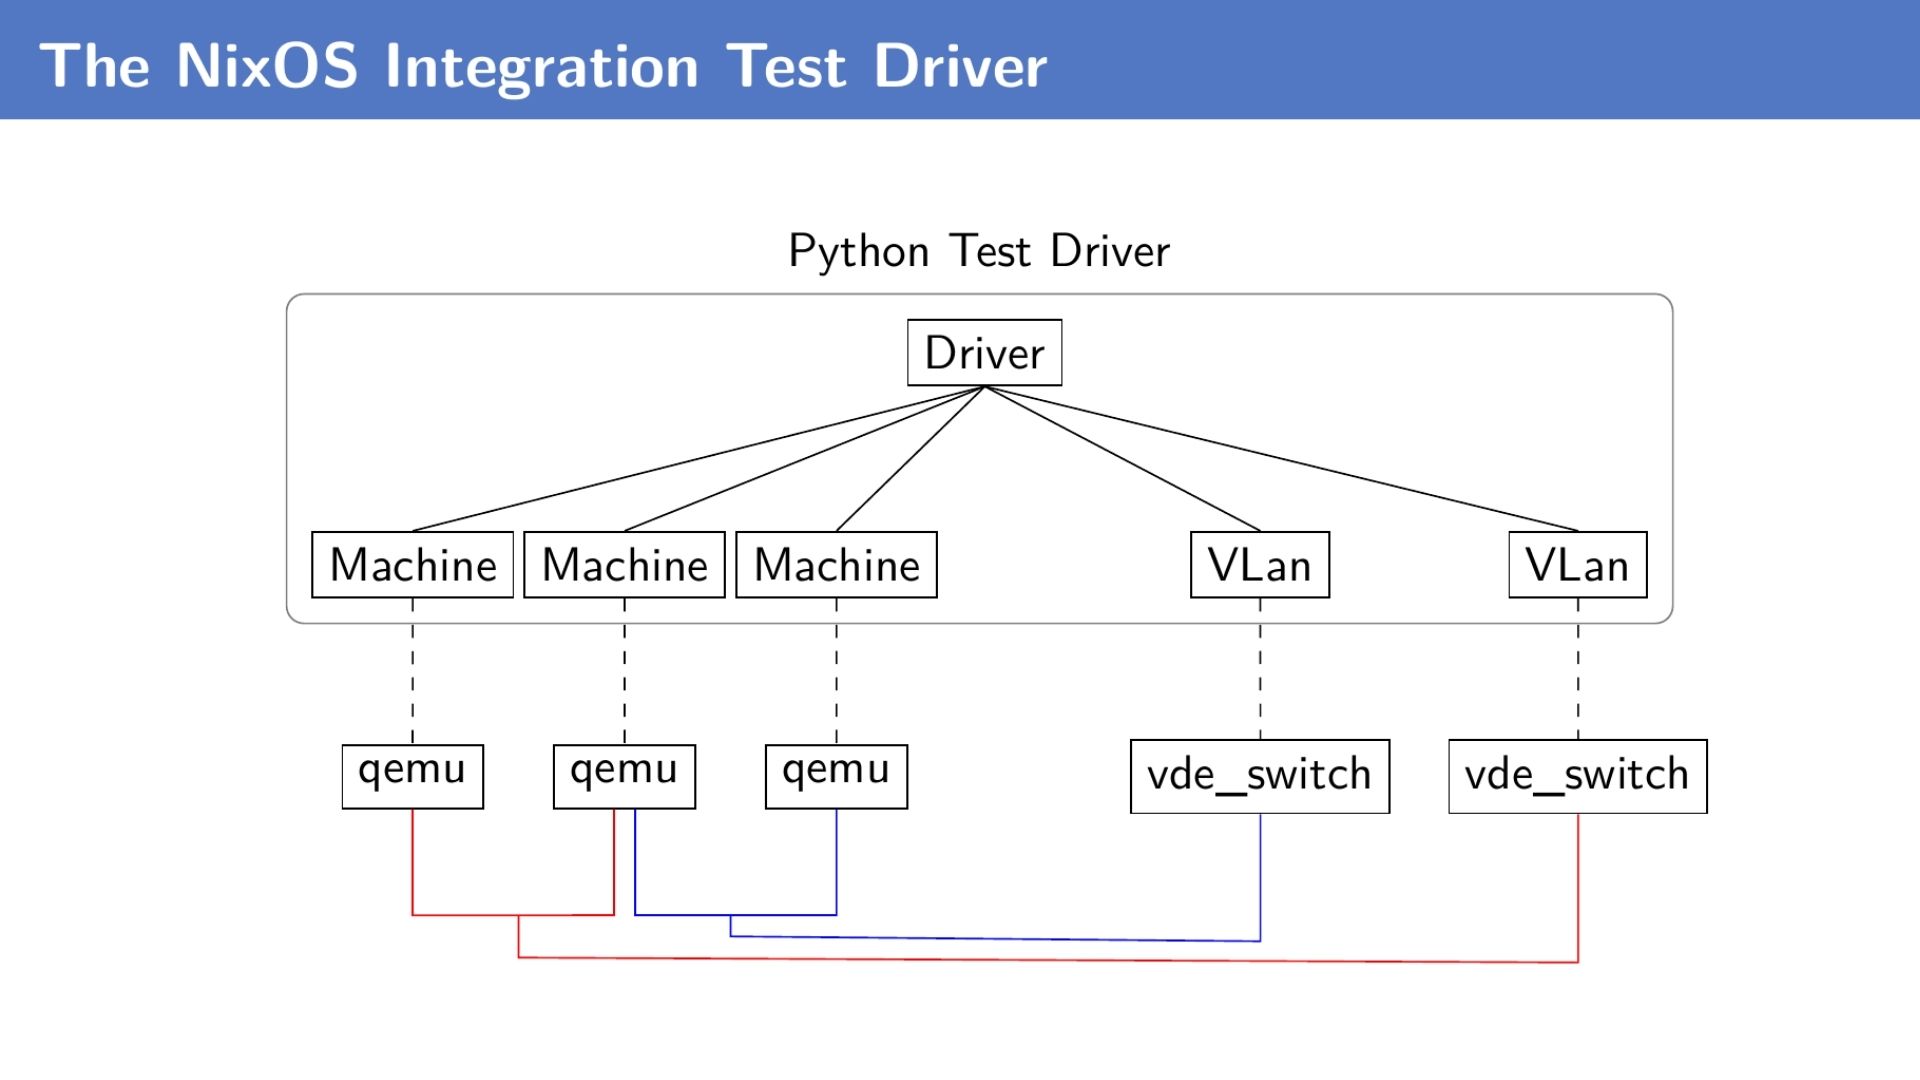 The NixOS Integration Test Driver
Python Test Driver
Driver
Machine Machine Machine VLan VLan
qemu qemu qemu vde_switch vde_switch